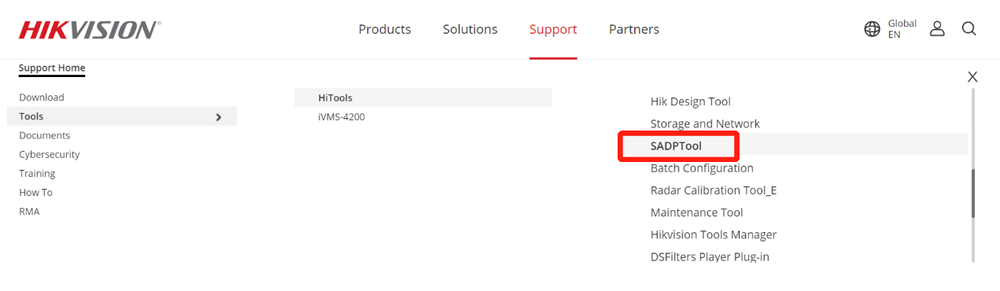 HIKVISION®
Products Solutions Support Partners
Global
EN
Support Home
X
Download
Tools
Documents
Cybersecurity
Training
How To
RMA
HiTools
iVMS-4200
Hik Design Tool
Storage and Network
SADPTool
Batch Configuration
Radar Calibration Tool_E
Maintenance Tool
Hikvision Tools Manager
DSFilters Player Plug-in